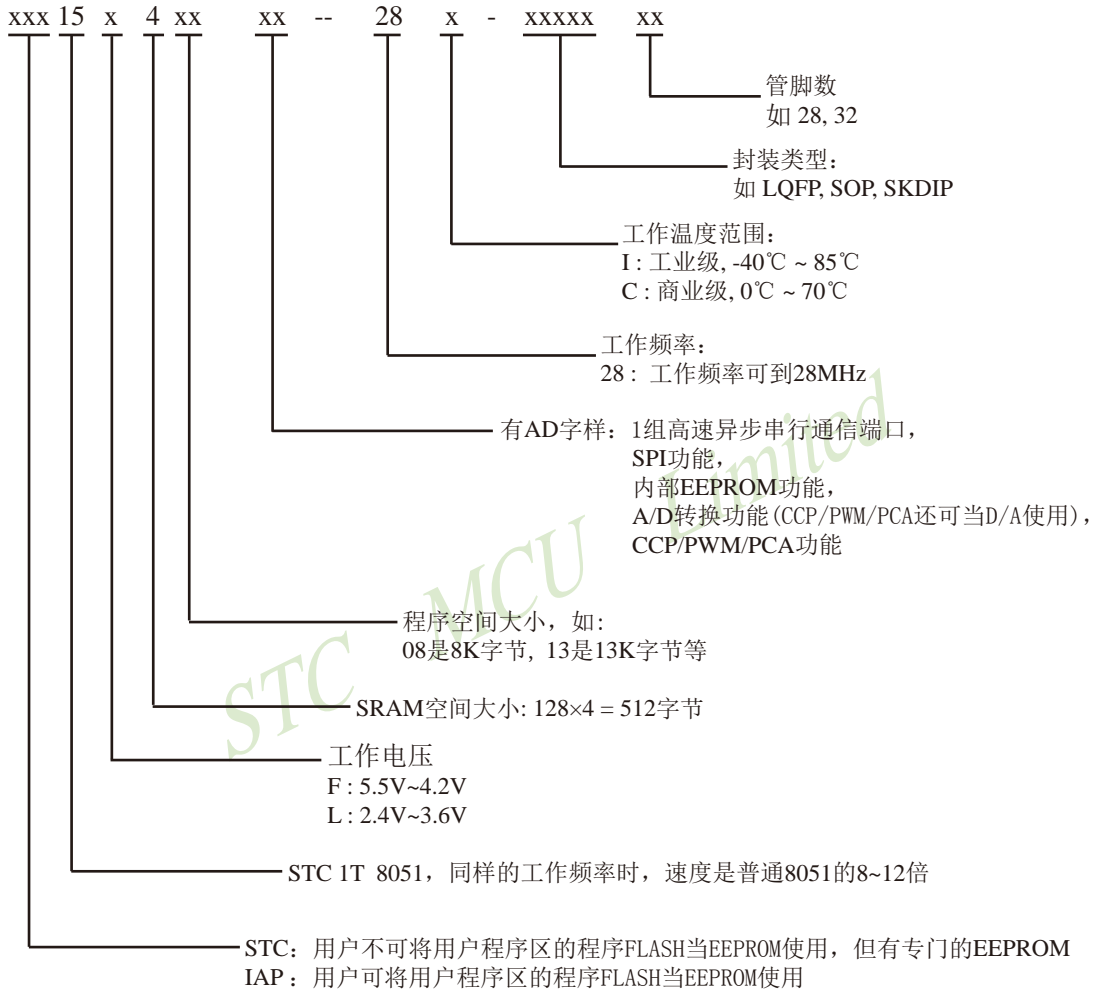 xxx 15 x 4 xx xx -- 28 x - xxxxx xx
管脚数
如 28, 32
封装类型:
如 LQFP, SOP, SKDIP
工作温度范围:
I : 工业级, -40℃ ~ 85℃
C : 商业级, 0℃ ~ 70℃
工作频率:
28 : 工作频率可到28MHz
有AD字样: 1组高速异步串行通信端口,
SPI功能,
内部EEPROM功能,
A/D转换功能(CCP/PWM/PCA还可当D/A使用),
CCP/PWM/PCA功能
程序空间大小, 如:
08是8K字节, 13是13K字节等
SRAM空间大小: 128×4 = 512字节
工作电压
F : 5.5V~4.2V
L : 2.4V~3.6V
STC 1T 8051, 同样的工作频率时, 速度是普通8051的8~12倍
STC: 用户不可将用户程序区的程序FLASH当EEPROM使用, 但有专门的EEPROM
IAP : 用户可将用户程序区的程序FLASH当EEPROM使用
STC MCU Limited